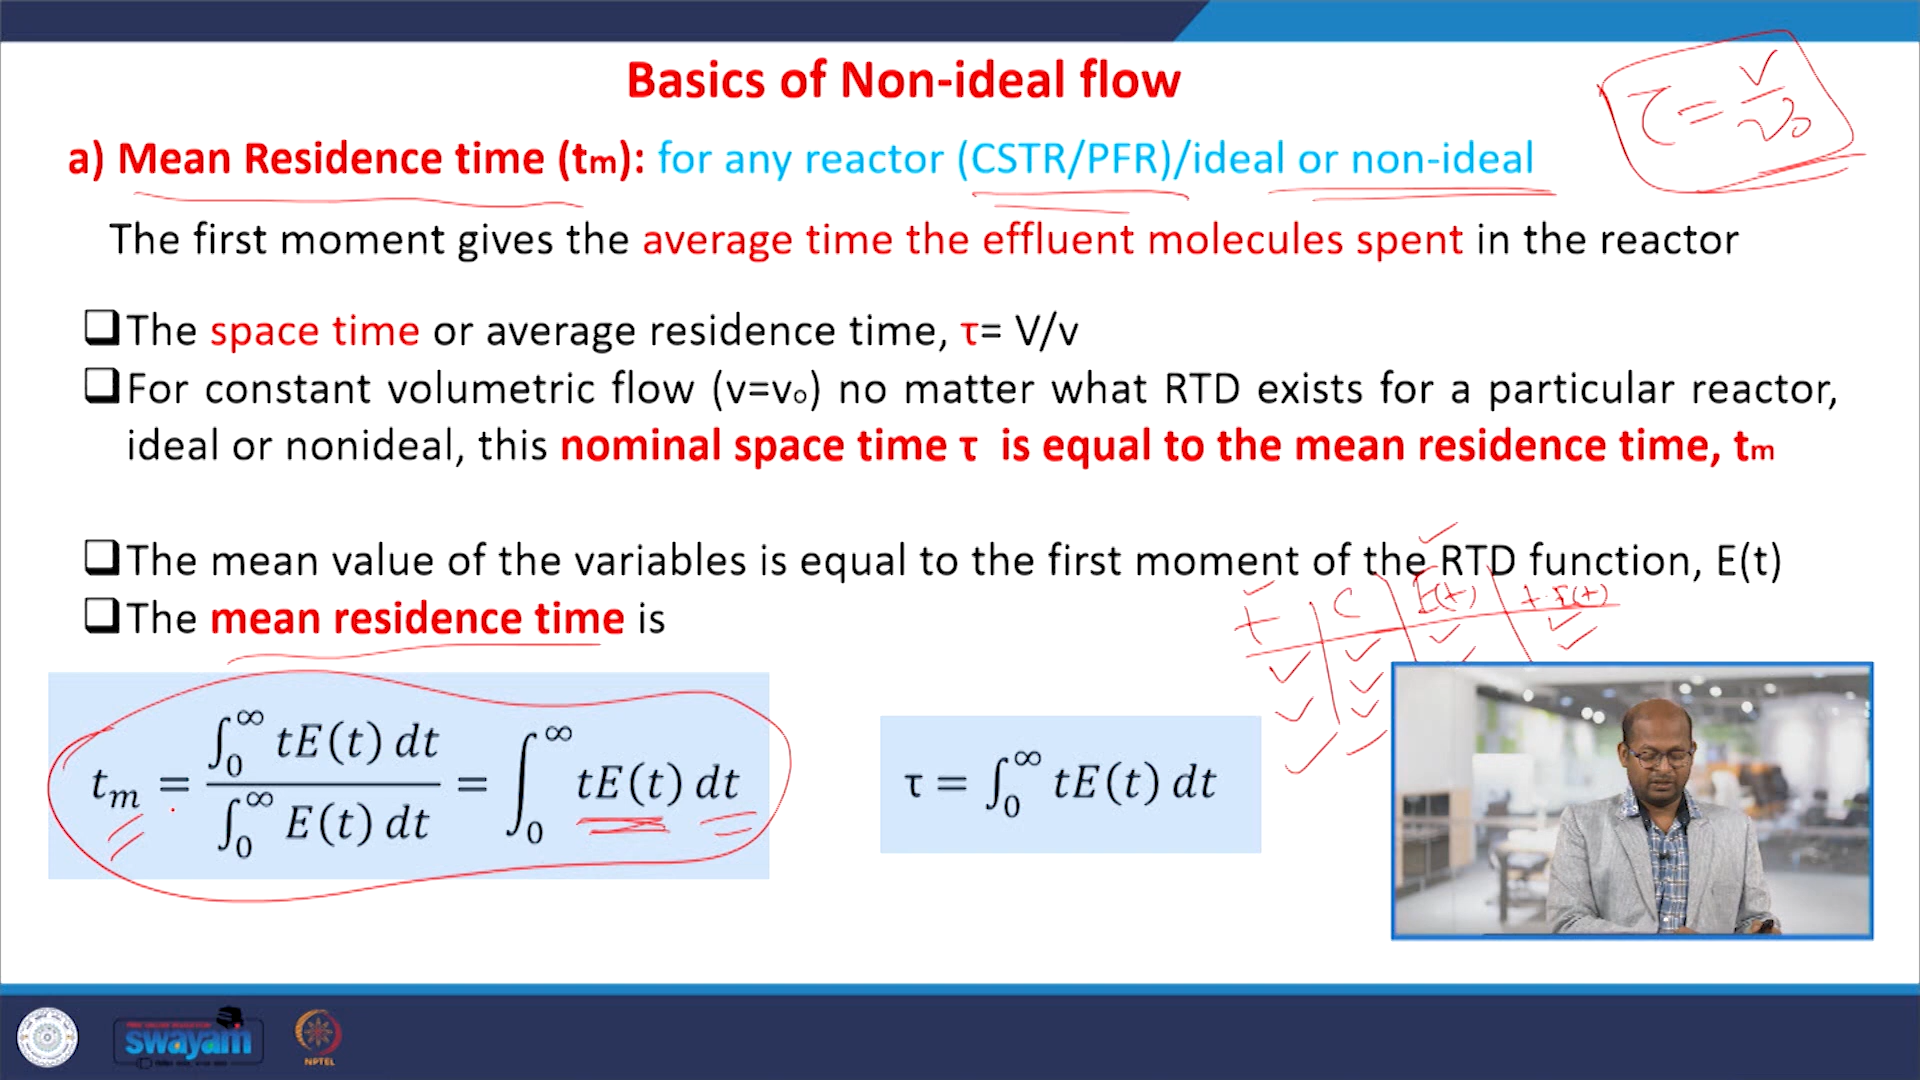 Basics of Non-ideal flow
τ = V/v₀
a) Mean Residence time (tm): for any reactor (CSTR/PFR)/ideal or non-ideal
The first moment gives the average time the effluent molecules spent in the reactor
❑The space time or average residence time, τ= V/v
❑For constant volumetric flow (v=vo) no matter what RTD exists for a particular reactor,
ideal or nonideal, this nominal space time τ is equal to the mean residence time, tm
❑The mean value of the variables is equal to the first moment of the RTD function, E(t)
❑The mean residence time is
t C E(t) t·E(t)
t_m = ∫₀^∞ tE(t) dt / ∫₀^∞ E(t) dt = ∫₀^∞ tE(t) dt
τ = ∫₀^∞ tE(t) dt
swayam
NPTEL